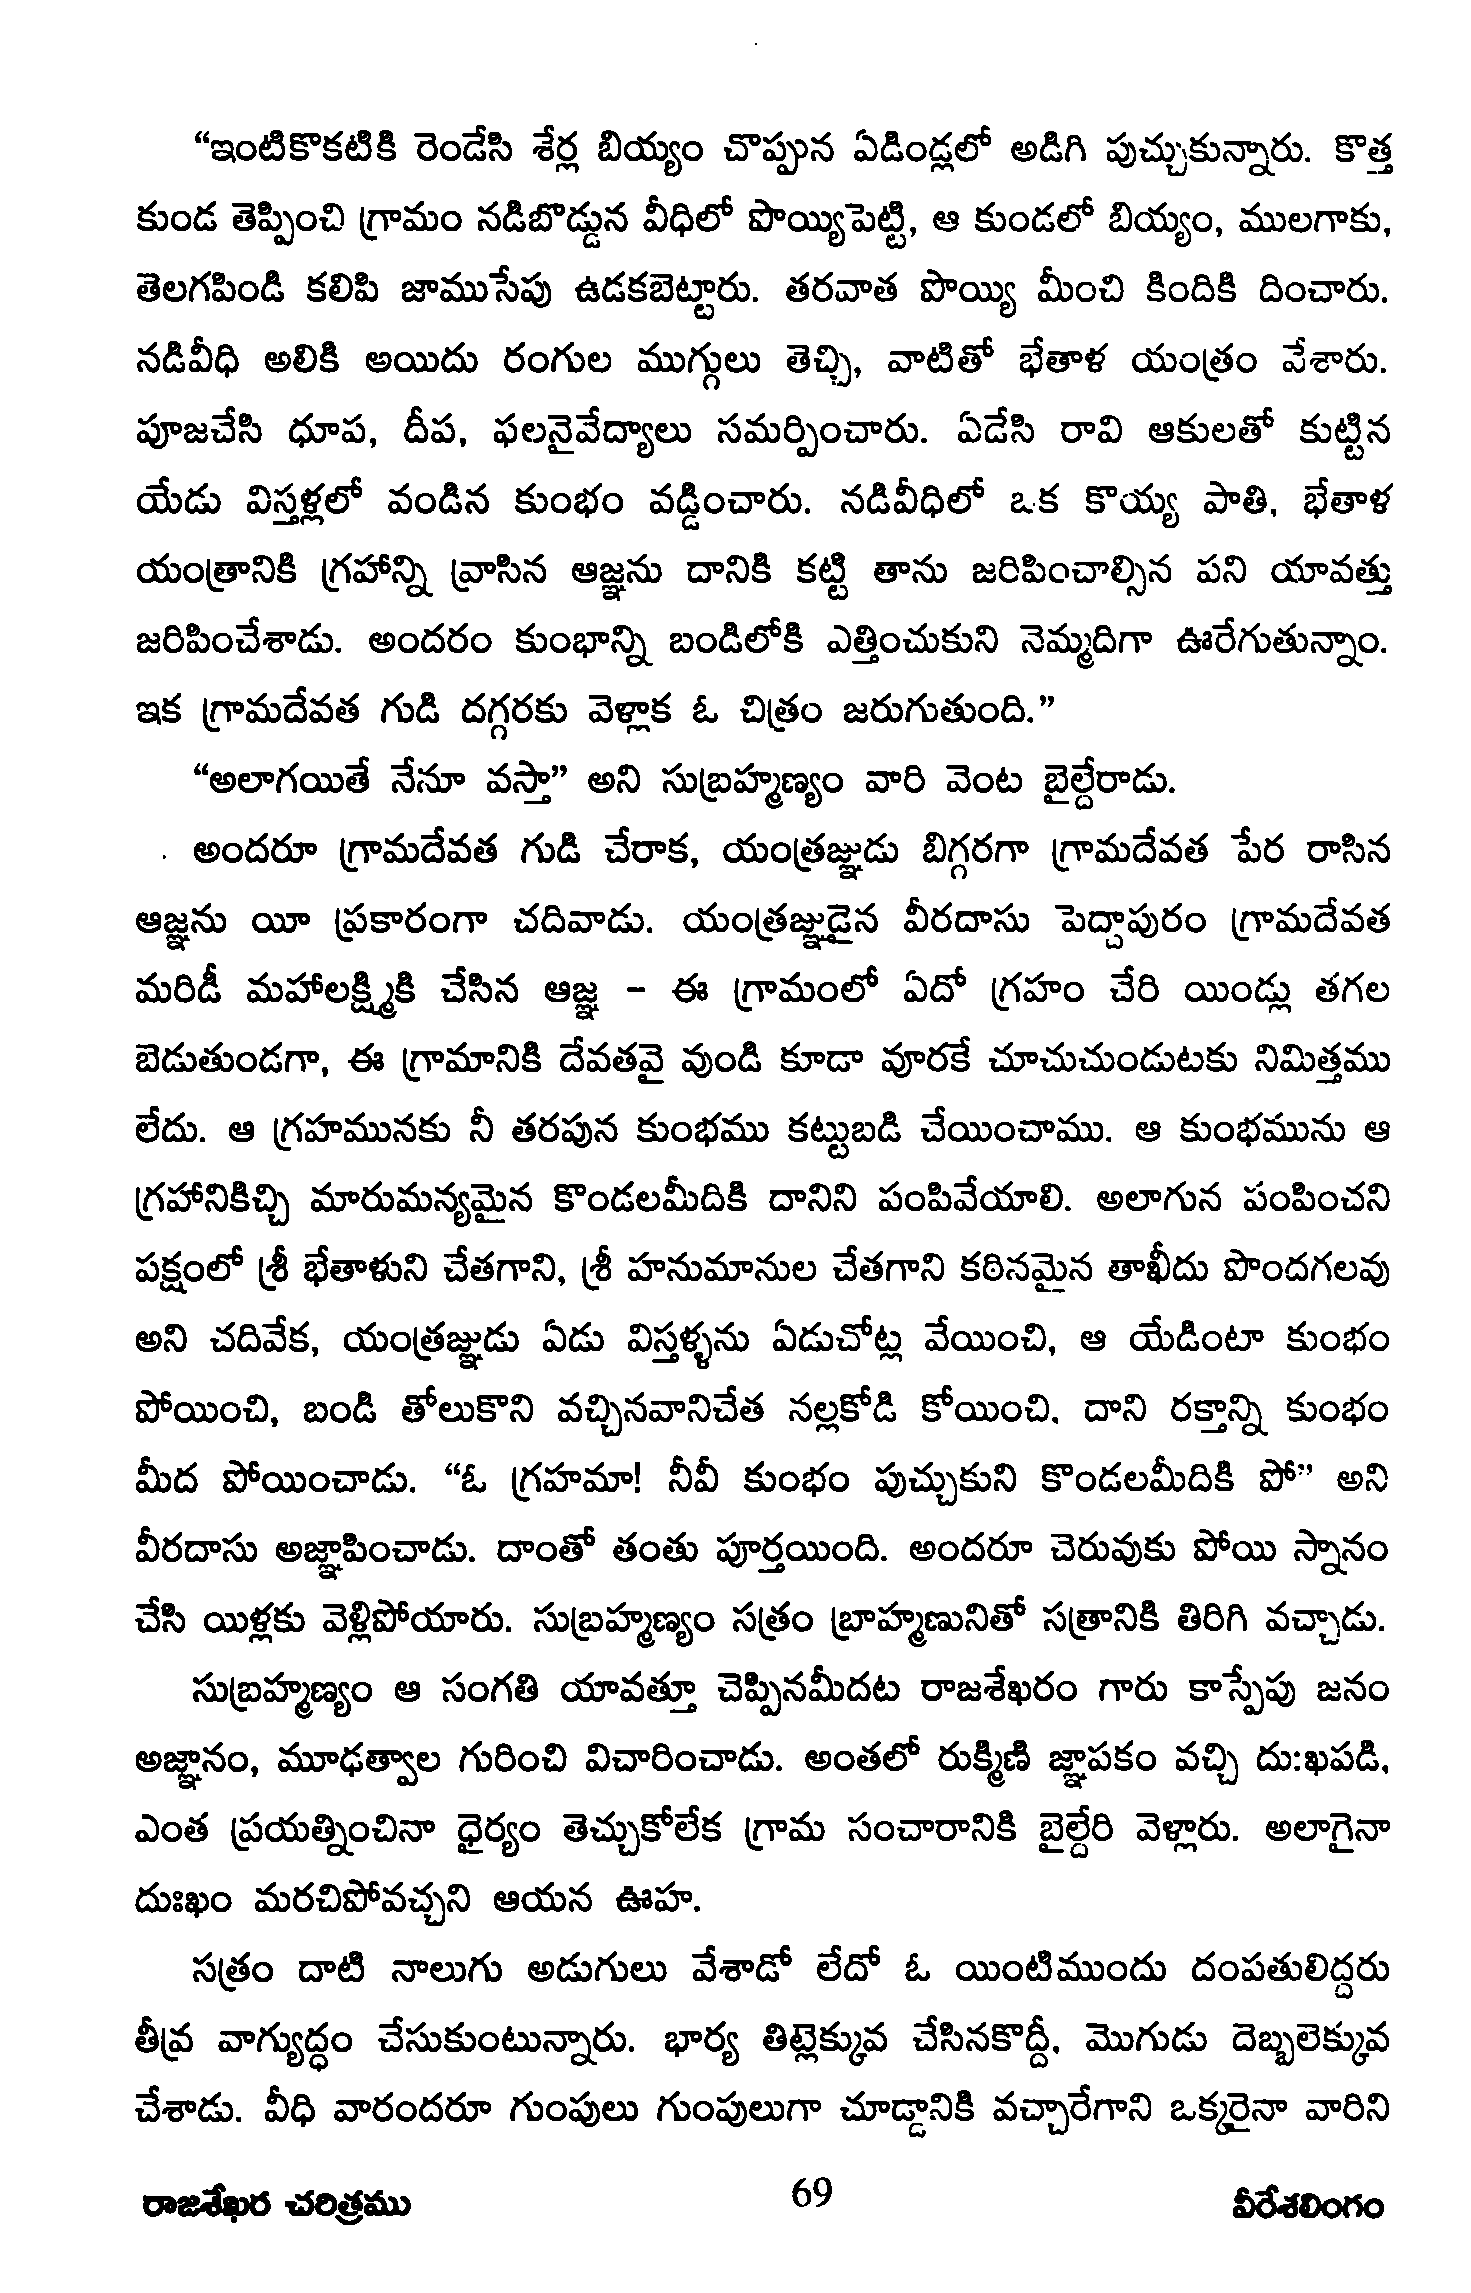 “ఇంటికొకటికి రెండేసి శేర్ల బియ్యం చొప్పున ఏడిండ్లలో అడిగి పుచ్చుకున్నారు. కొత్త
కుండ తెప్పించి గ్రామం నడిబొడ్డున వీధిలో పొయ్యిపెట్టి, ఆ కుండలో బియ్యం, ములగాకు,
తెలగపిండి కలిపి జాముసేపు ఉడకబెట్టారు. తరవాత పొయ్యి మీంచి కిందికి దించారు.
నడివీధి అలికి అయిదు రంగుల ముగ్గులు తెచ్చి, వాటితో భేతాళ యంత్రం వేశారు.
పూజచేసి ధూప, దీప, ఫలనైవేద్యాలు సమర్పించారు. ఏడేసి రావి ఆకులతో కుట్టిన
యేడు విస్తళ్లలో వండిన కుంభం వడ్డించారు. నడివీధిలో ఒక కొయ్య పాతి, భేతాళ
యంత్రానికి గ్రహాన్ని వ్రాసిన ఆజ్ఞను దానికి కట్టి తాను జరిపించాల్సిన పని యావత్తు
జరిపించేశాడు. అందరం కుంభాన్ని బండిలోకి ఎత్తించుకుని నెమ్మదిగా ఊరేగుతున్నాం.
ఇక గ్రామదేవత గుడి దగ్గరకు వెళ్లాక ఓ చిత్రం జరుగుతుంది.”
“అలాగయితే నేనూ వస్తా” అని సుబ్రహ్మణ్యం వారి వెంట బైల్దేరాడు.
అందరూ గ్రామదేవత గుడి చేరాక, యంత్రజ్ఞుడు బిగ్గరగా గ్రామదేవత పేర రాసిన
ఆజ్ఞను యీ ప్రకారంగా చదివాడు. యంత్రజ్ఞుడైన వీరదాసు పెద్దాపురం గ్రామదేవత
మరిడీ మహాలక్ష్మికి చేసిన ఆజ్ఞ - ఈ గ్రామంలో ఏదో గ్రహం చేరి యిండ్లు తగల
బెడుతుండగా, ఈ గ్రామానికి దేవతవై వుండి కూడా వూరకే చూచుచుండుటకు నిమిత్తము
లేదు. ఆ గ్రహమునకు నీ తరపున కుంభము కట్టుబడి చేయించాము. ఆ కుంభమును ఆ
గ్రహానికిచ్చి మారుమన్యమైన కొండలమీదికి దానిని పంపివేయాలి. అలాగున పంపించని
పక్షంలో శ్రీ భేతాళుని చేతగాని, శ్రీ హనుమానుల చేతగాని కఠినమైన తాఖీదు పొందగలవు
అని చదివేక, యంత్రజ్ఞుడు ఏడు విస్తళ్ళను ఏడుచోట్ల వేయించి, ఆ యేడింటా కుంభం
పోయించి, బండి తోలుకొని వచ్చినవానిచేత నల్లకోడి కోయించి. దాని రక్తాన్ని కుంభం
మీద పోయించాడు. “ఓ గ్రహమా! నీవీ కుంభం పుచ్చుకుని కొండలమీదికి పో” అని
వీరదాసు అజ్ఞాపించాడు. దాంతో తంతు పూర్తయింది. అందరూ చెరువుకు పోయి స్నానం
చేసి యిళ్లకు వెళ్లిపోయారు. సుబ్రహ్మణ్యం సత్రం బ్రాహ్మణునితో సత్రానికి తిరిగి వచ్చాడు.
సుబ్రహ్మణ్యం ఆ సంగతి యావత్తూ చెప్పినమీదట రాజశేఖరం గారు కాస్సేపు జనం
అజ్ఞానం, మూఢత్వాల గురించి విచారించాడు. అంతలో రుక్మిణి జ్ఞాపకం వచ్చి దు:ఖపడి,
ఎంత ప్రయత్నించినా ధైర్యం తెచ్చుకోలేక గ్రామ సంచారానికి బైల్దేరి వెళ్లారు. అలాగైనా
దుఃఖం మరచిపోవచ్చని ఆయన ఊహ.
సత్రం దాటి నాలుగు అడుగులు వేశాడో లేదో ఓ యింటిముందు దంపతులిద్దరు
తీవ్ర వాగ్యుద్ధం చేసుకుంటున్నారు. భార్య తిట్లెక్కువ చేసినకొద్దీ, మొగుడు దెబ్బలెక్కువ
చేశాడు. వీధి వారందరూ గుంపులు గుంపులుగా చూడ్డానికి వచ్చారేగాని ఒక్కరైనా వారిని
రాజశేఖర చరిత్రము 69 వీరేశలింగం